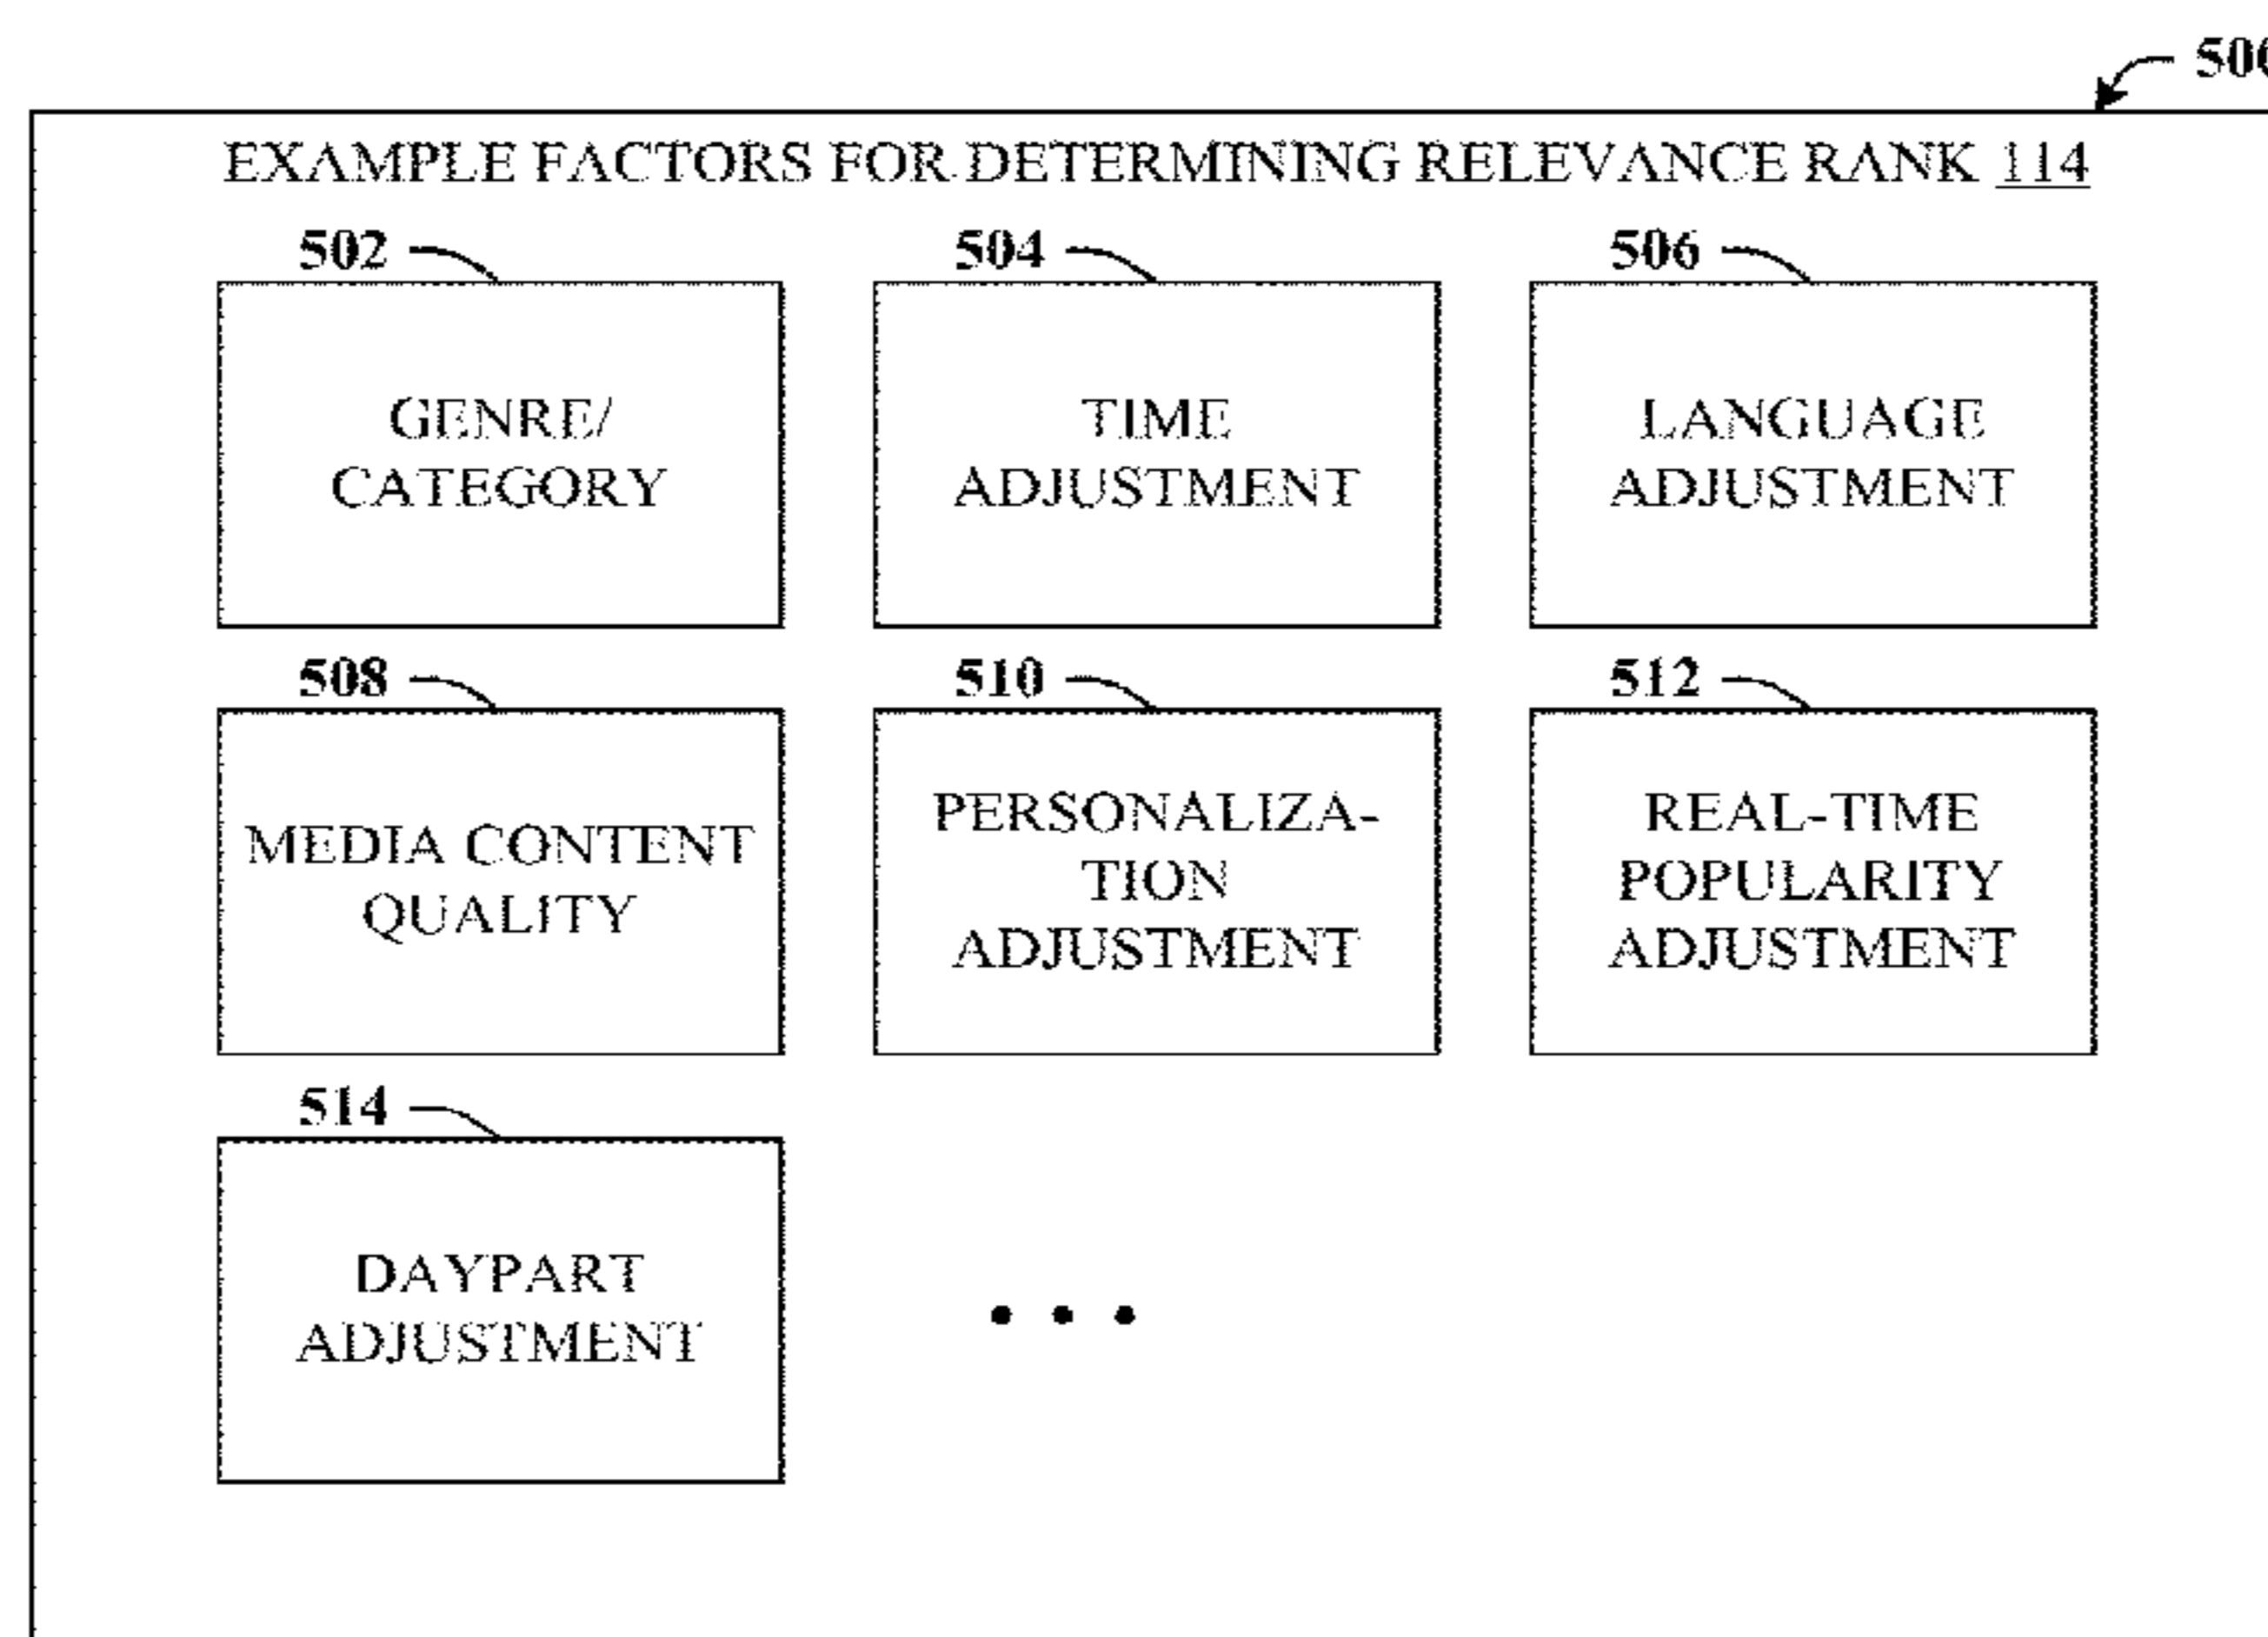 EXAMPLE FACTORS FOR DETERMINING RELEVANCE RANK 114
502
504
506
GENRE/
CATEGORY
TIME
ADJUSTMENT
LANGUAGE
ADJUSTMENT
508
510
512
MEDIA CONTENT
QUALITY
PERSONALIZA-
TION
ADJUSTMENT
REAL-TIME
POPULARITY
ADJUSTMENT
514
DAYPART
ADJUSTMENT
• • •